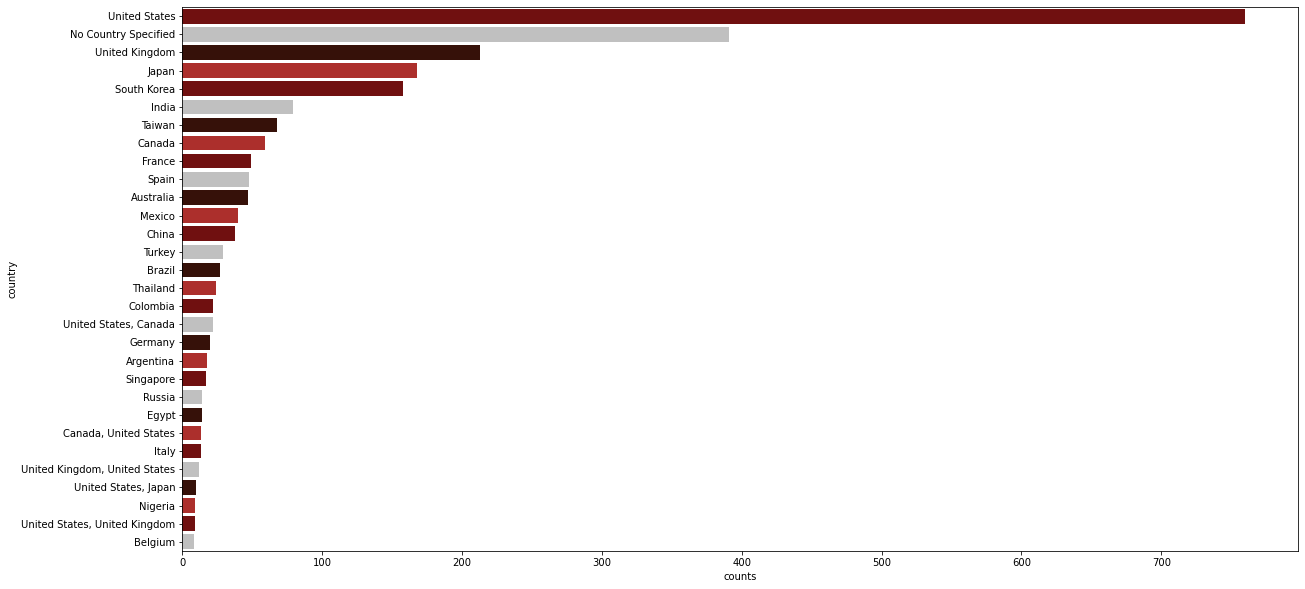 United States
No Country Specified
United Kingdom
Japan
South Korea
India
Taiwan
Canada
France
Spain
Australia
Mexico
China
Turkey
Brazil
Thailand
Colombia
United States, Canada
Germany
Argentina
Singapore
Russia
Egypt
Canada, United States
Italy
United Kingdom, United States
United States, Japan
Nigeria
United States, United Kingdom
Belgium
country
0 100 200 300 400 500 600 700
counts